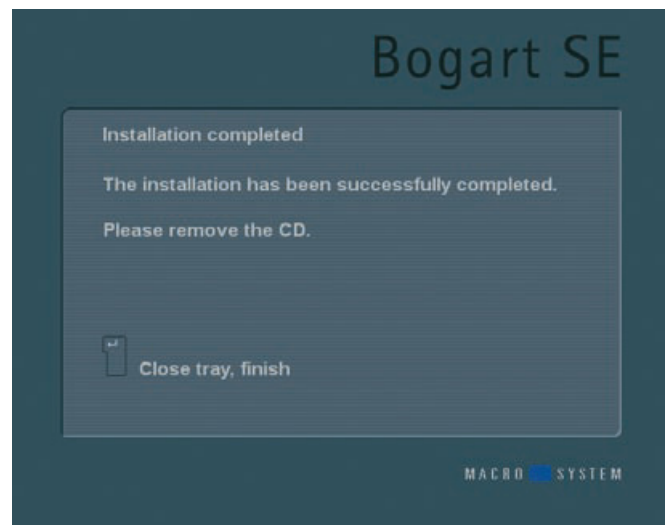 Bogart SE
Installation completed
The installation has been successfully completed.
Please remove the CD.
Close tray, finish
MACRO SYSTEM